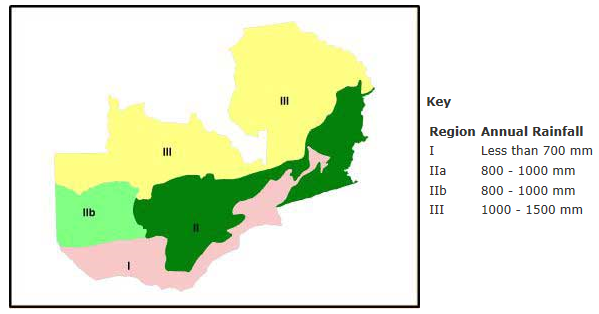 III
III
IIb
II
I
Key
Region Annual Rainfall
I Less than 700 mm
IIa 800 - 1000 mm
IIb 800 - 1000 mm
III 1000 - 1500 mm